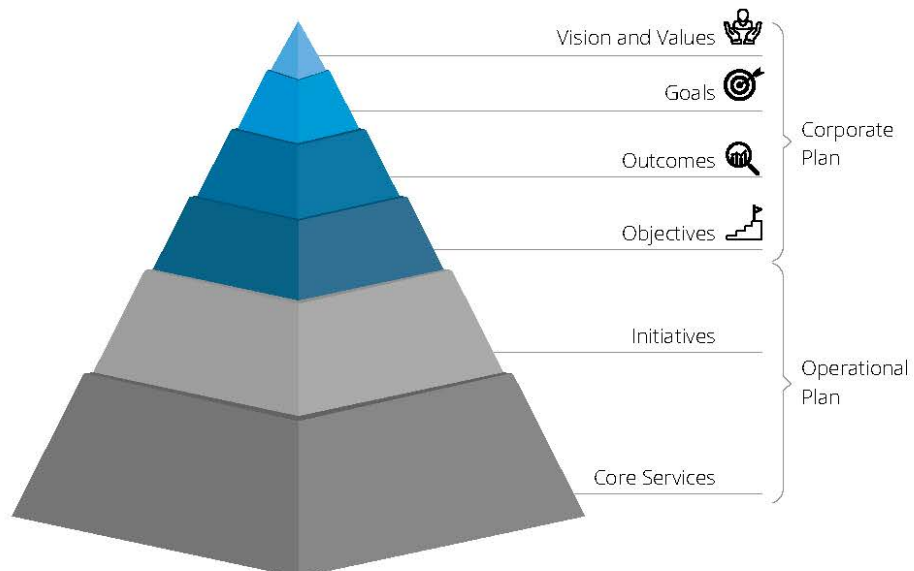 Vision and Values
Goals
Corporate
Plan
Outcomes
Objectives
Initiatives
Operational
Plan
Core Services